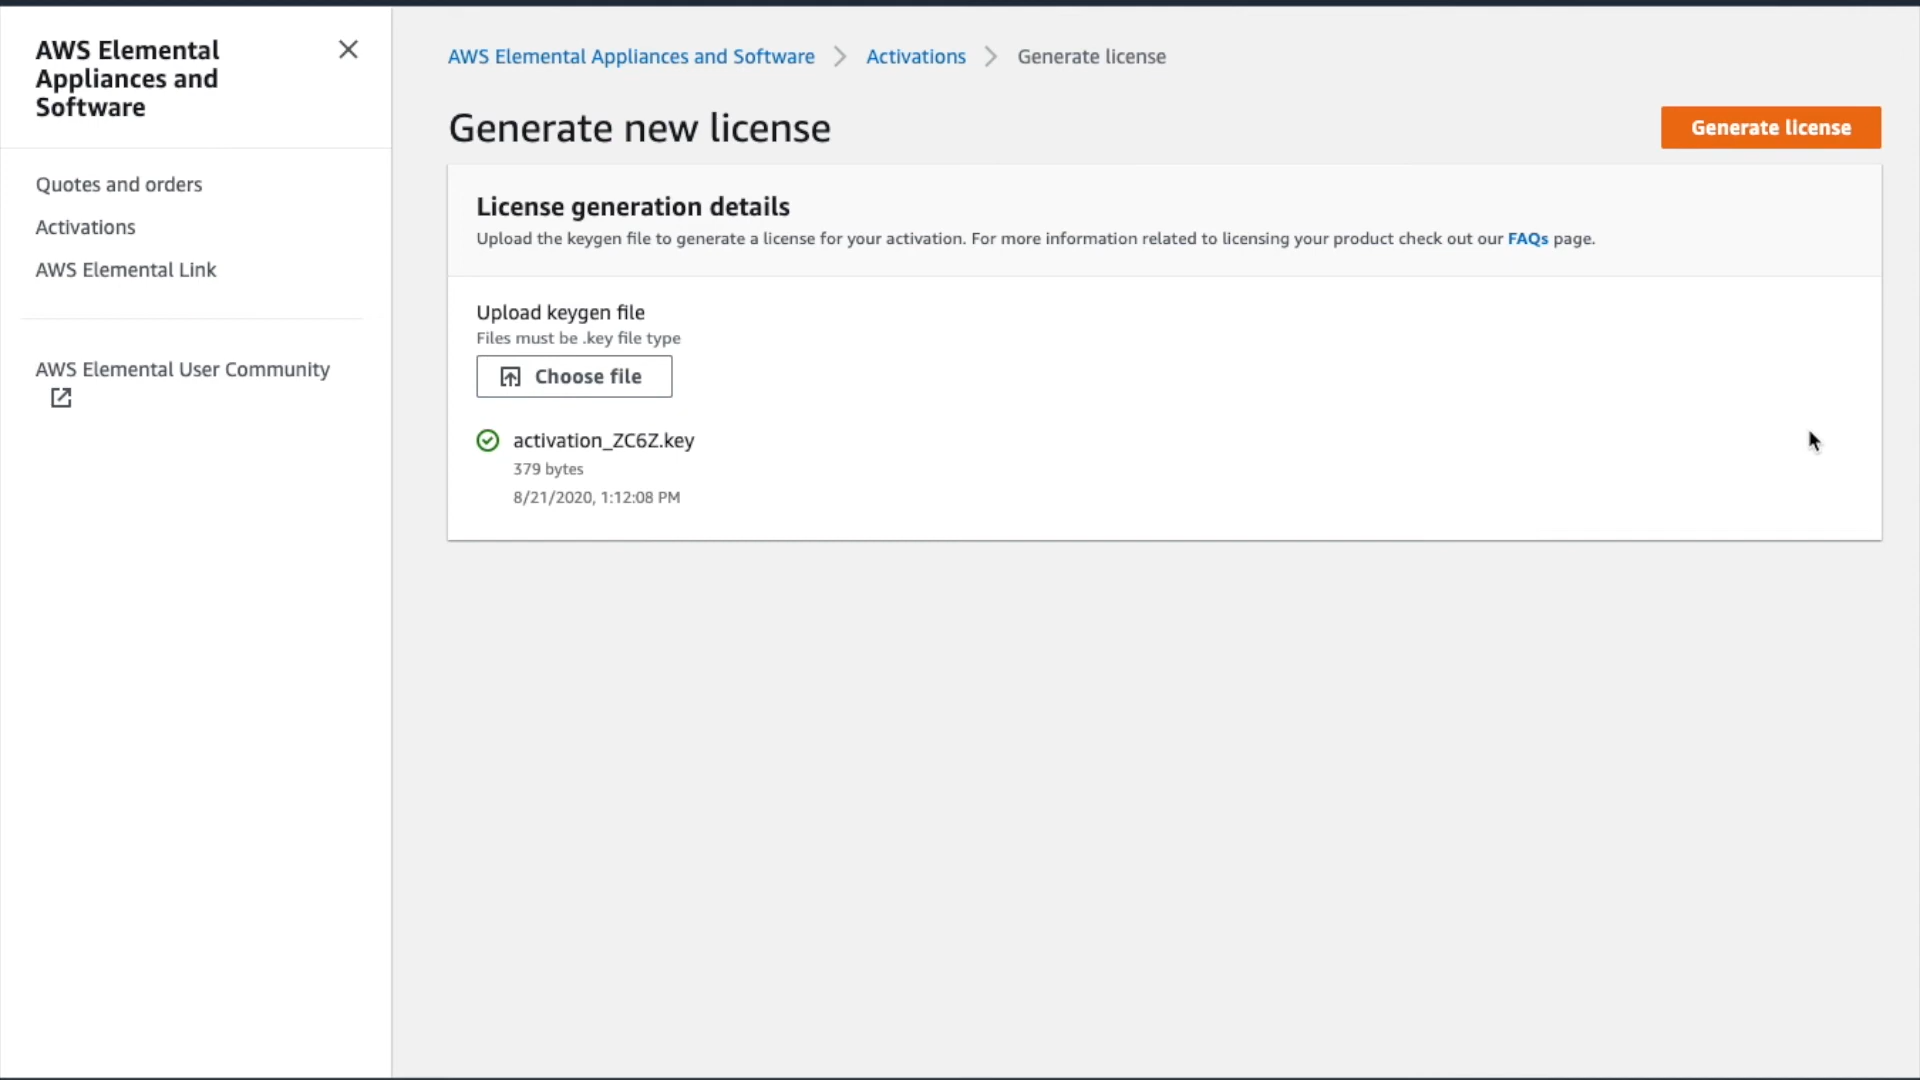 AWS Elemental
Appliances and
Software
Quotes and orders
Activations
AWS Elemental Link
AWS Elemental User Community
AWS Elemental Appliances and Software
Activations
Generate license
Generate new license
Generate license
License generation details
Upload the keygen file to generate a license for your activation. For more information related to licensing your product check out our FAQs page.
Upload keygen file
Files must be .key file type
Choose file
activation_ZC6Z.key
379 bytes
8/21/2020, 1:12:08 PM